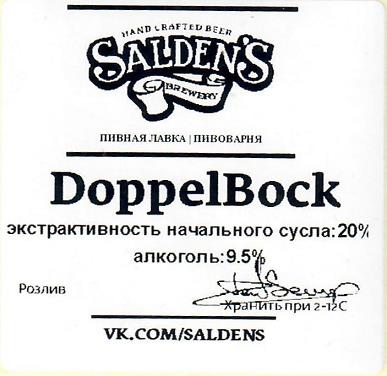 HAND CRAFTED BEER
SALDEN'S
BREWERY
ПИВНАЯ ЛАВКА | ПИВОВАРНЯ
DoppelBock
экстрактивность начального сусла:20%
алкоголь:9.5%
Розлив
Хранить при 2-12С
VK.COM/SALDENS